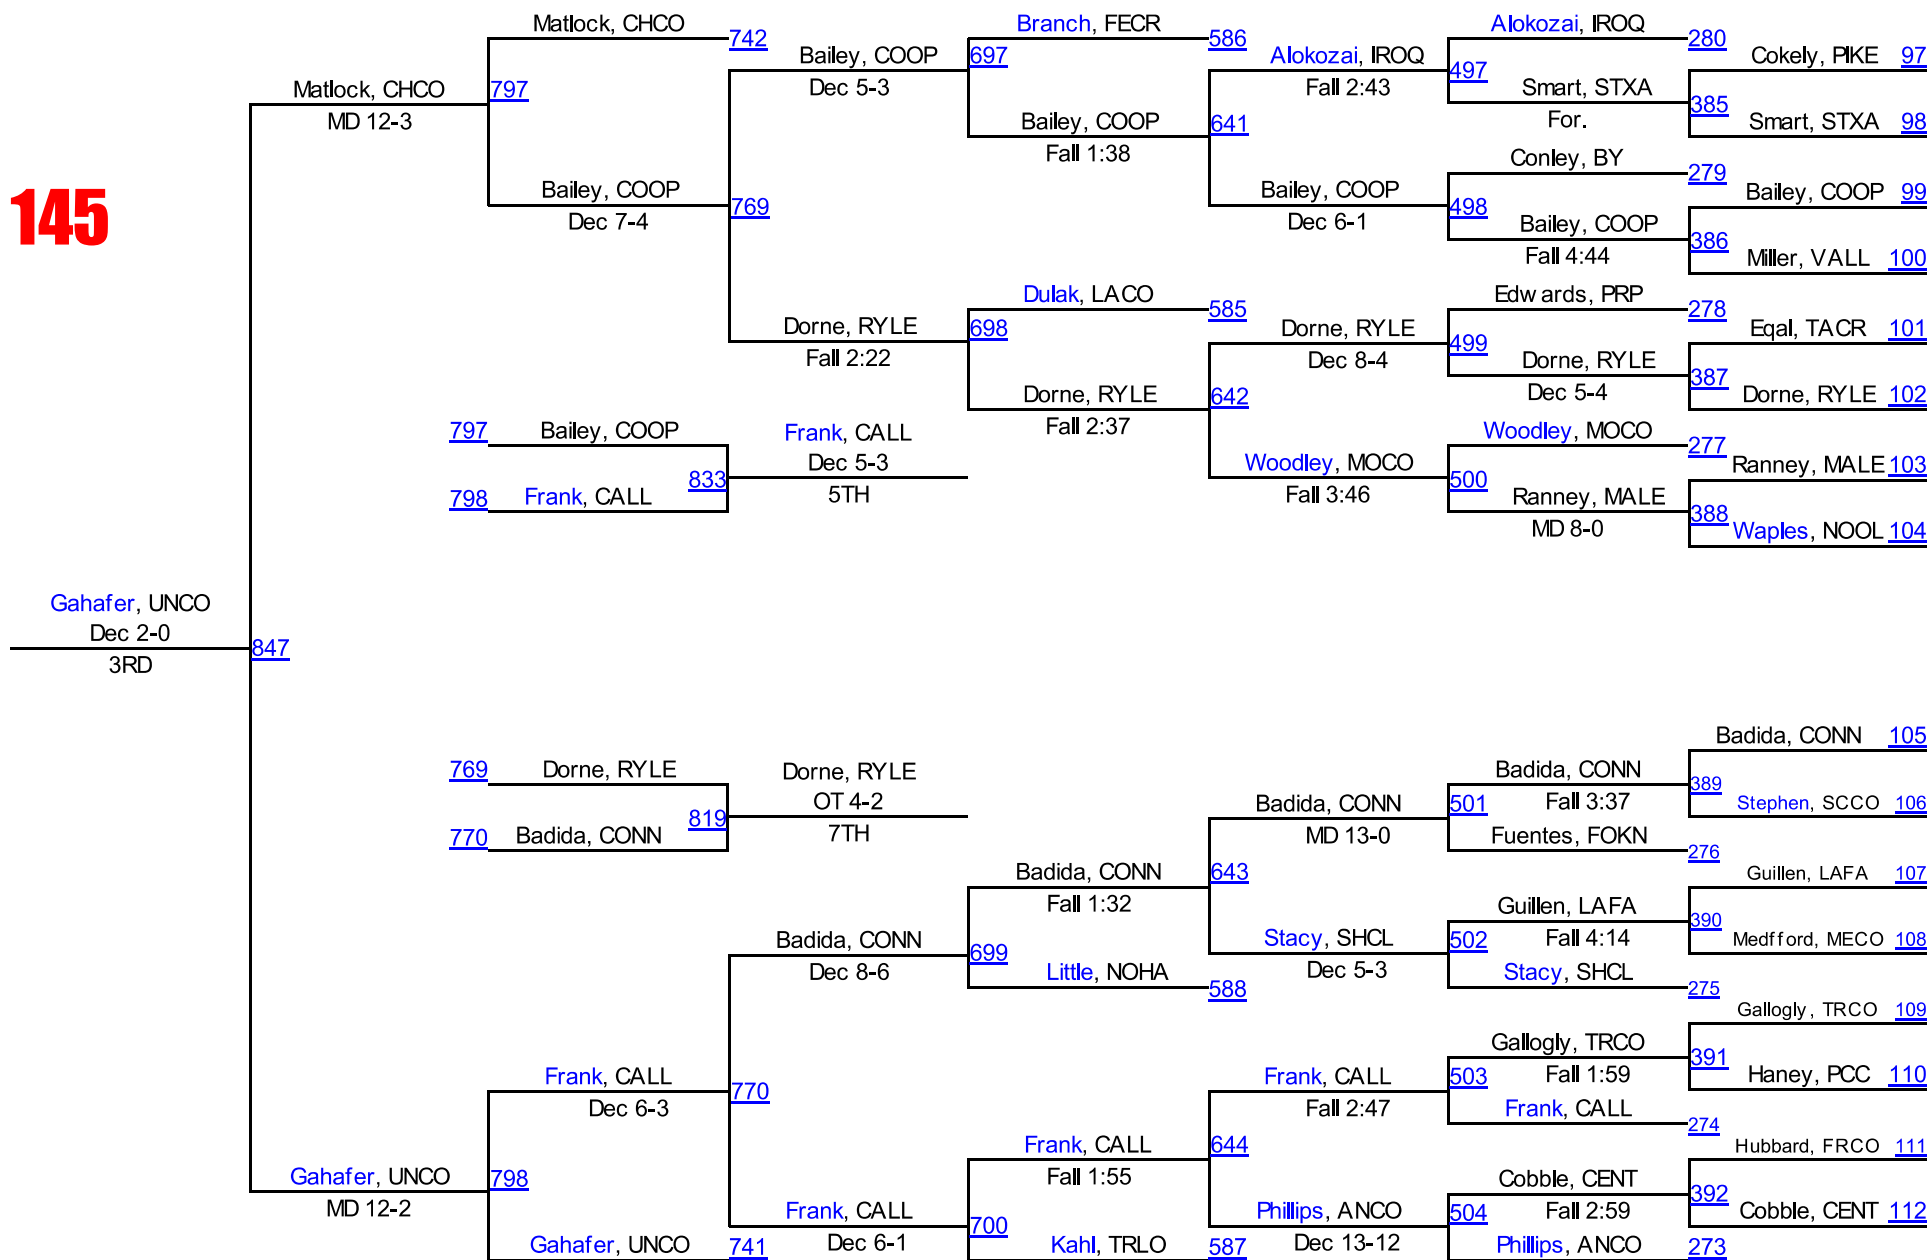 Matlock, CHCO
742
Branch, FECR
586
Alokozai, IROQ
280
Bailey, COOP
697
Alokozai, IROQ
497
Cokely, PIKE 97
Matlock, CHCO
797
Dec 5-3
Fall 2:43
Smart, STXA
385
MD 12-3
Bailey, COOP
641
For.
Smart, STXA 98
Fall 1:38
Conley, BY
279
145
Bailey, COOP
769
Bailey, COOP
498
Bailey, COOP 99
Dec 7-4
Dec 6-1
Bailey, COOP
386
Fall 4:44
Miller, VALL 100
Dulak, LACO
585
Edwards, PRP
278
Dorne, RYLE
698
Dorne, RYLE
499
Eqal, TACR 101
Fall 2:22
Dec 8-4
Dorne, RYLE
387
Dorne, RYLE
642
Dec 5-4
Dorne, RYLE 102
797
Bailey, COOP
Frank, CALL
Fall 2:37
Woodley, MOCO
277
Dec 5-3
Woodley, MOCO
500
Ranney, MALE 103
833
5TH
Fall 3:46
Ranney, MALE
388
798
Frank, CALL
MD 8-0
Waples, NOOL 104
Gahafer, UNCO
Dec 2-0
847
3RD
Badida, CONN 105
769
Dorne, RYLE
Dorne, RYLE
Badida, CONN
389
OT 4-2
Badida, CONN
501
Fall 3:37
Stephen, SCCO 106
819
770
Badida, CONN
7TH
MD 13-0
Fuentes, FOKN
276
Badida, CONN
643
Guillen, LAFA 107
Fall 1:32
Guillen, LAFA
390
Badida, CONN
699
Stacy, SHCL
502
Fall 4:14
Medfford, MECO 108
Dec 8-6
Little, NOHA
588
Dec 5-3
Stacy, SHCL
275
Gallogly, TRCO 109
Gallogly, TRCO
391
Frank, CALL
770
Frank, CALL
503
Fall 1:59
Haney, PCC 110
Dec 6-3
Fall 2:47
Frank, CALL
274
Frank, CALL
644
Hubbard, FRCO 111
Gahafer, UNCO
798
Fall 1:55
Cobble, CENT
392
MD 12-2
Frank, CALL
700
Phillips, ANCO
504
Fall 2:59
Cobble, CENT 112
Gahafer, UNCO
741
Dec 6-1
Kahl, TRLO
587
Dec 13-12
Phillips, ANCO
273